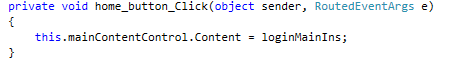 private void home_button_Click(object sender, RoutedEventArgs e)
{
    this.mainContentControl.Content = loginMainIns;
}